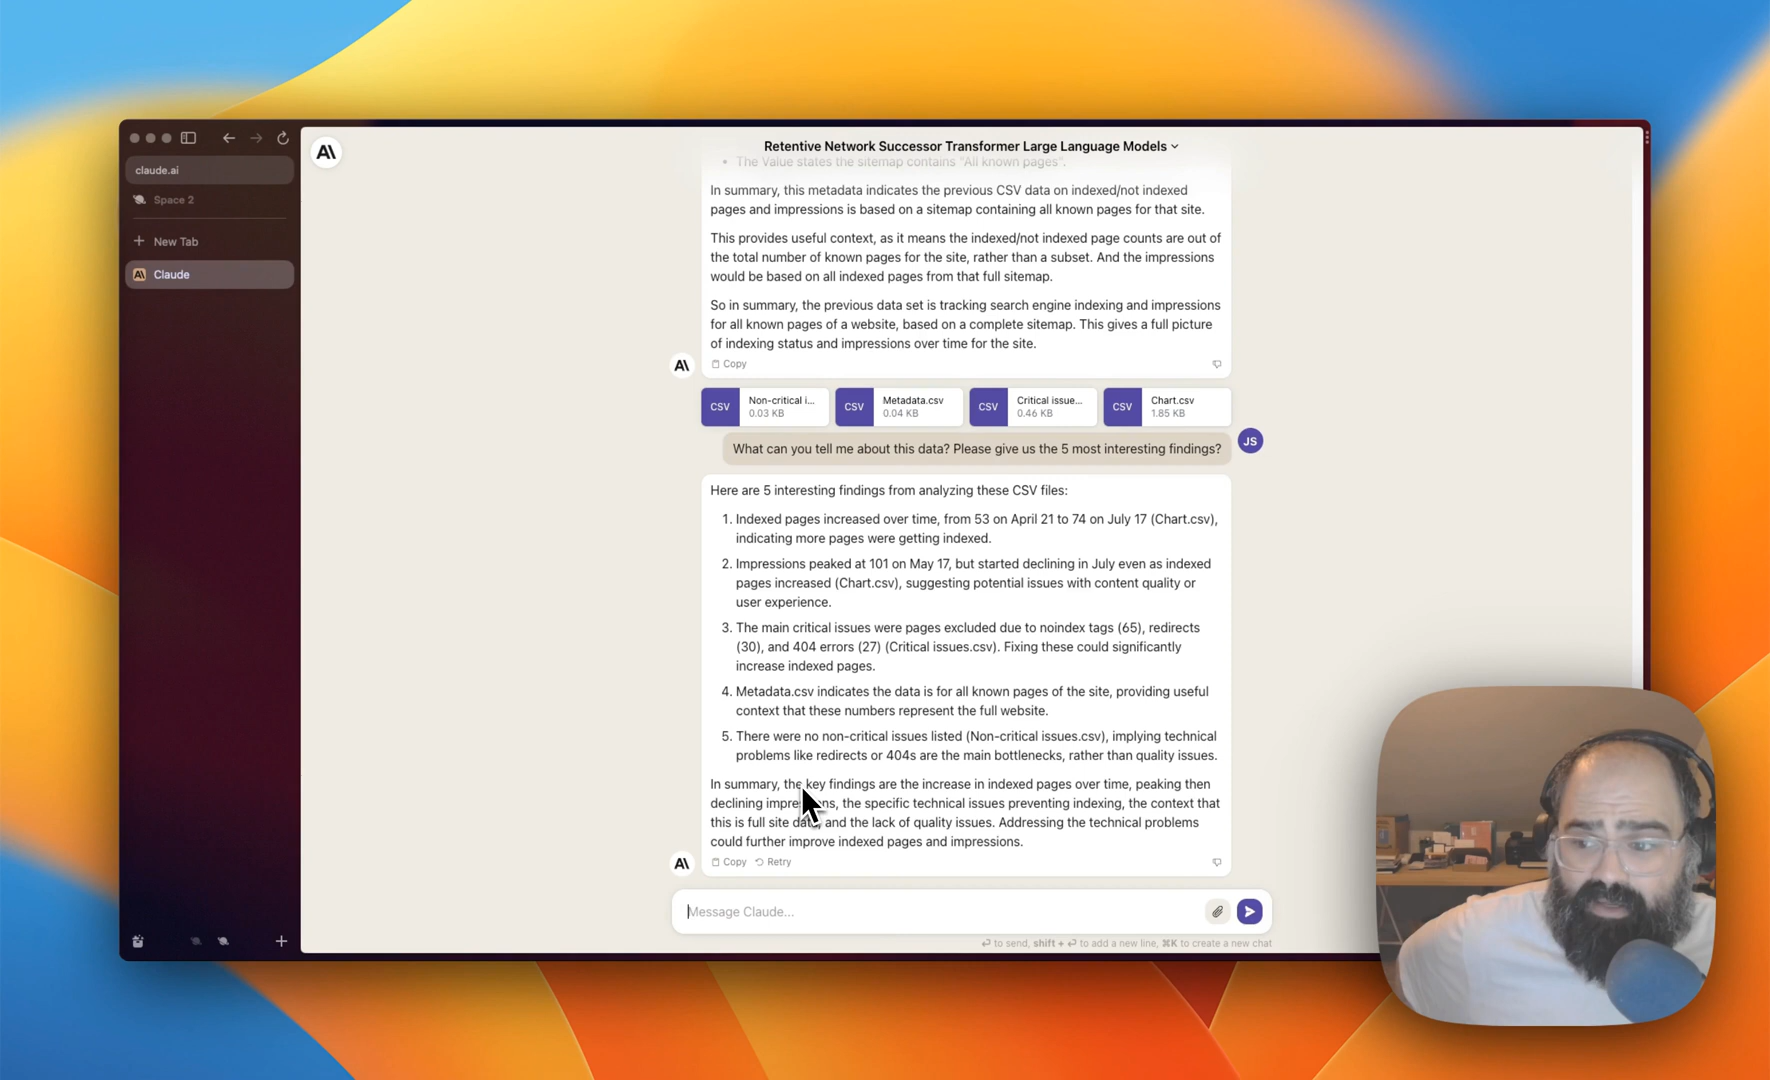 claude.ai
Space 2
New Tab
Claude
Retentive Network Successor Transformer Large Language Models
• The Value states the sitemap contains "All known pages".
In summary, this metadata indicates the previous CSV data on indexed/not indexed
pages and impressions is based on a sitemap containing all known pages for that site.
This provides useful context, as it means the indexed/not indexed page counts are out of
the total number of known pages for the site, rather than a subset. And the impressions
would be based on all indexed pages from that full sitemap.
So in summary, the previous data set is tracking search engine indexing and impressions
for all known pages of a website, based on a complete sitemap. This gives a full picture
of indexing status and impressions over time for the site.
Copy
CSV Non-critical i... 0.03 KB
CSV Metadata.csv 0.04 KB
CSV Critical issue... 0.46 KB
CSV Chart.csv 1.85 KB
What can you tell me about this data? Please give us the 5 most interesting findings?
JS
Here are 5 interesting findings from analyzing these CSV files:
1. Indexed pages increased over time, from 53 on April 21 to 74 on July 17 (Chart.csv),
indicating more pages were getting indexed.
2. Impressions peaked at 101 on May 17, but started declining in July even as indexed
pages increased (Chart.csv), suggesting potential issues with content quality or
user experience.
3. The main critical issues were pages excluded due to noindex tags (65), redirects
(30), and 404 errors (27) (Critical issues.csv). Fixing these could significantly
increase indexed pages.
4. Metadata.csv indicates the data is for all known pages of the site, providing useful
context that these numbers represent the full website.
5. There were no non-critical issues listed (Non-critical issues.csv), implying technical
problems like redirects or 404s are the main bottlenecks, rather than quality issues.
In summary, the key findings are the increase in indexed pages over time, peaking then
declining impressions, the specific technical issues preventing indexing, the context that
this is full site data, and the lack of quality issues. Addressing the technical problems
could further improve indexed pages and impressions.
Copy Retry
Message Claude...
⏎ to send, shift + ⏎ to add a new line, ⌘K to create a new chat